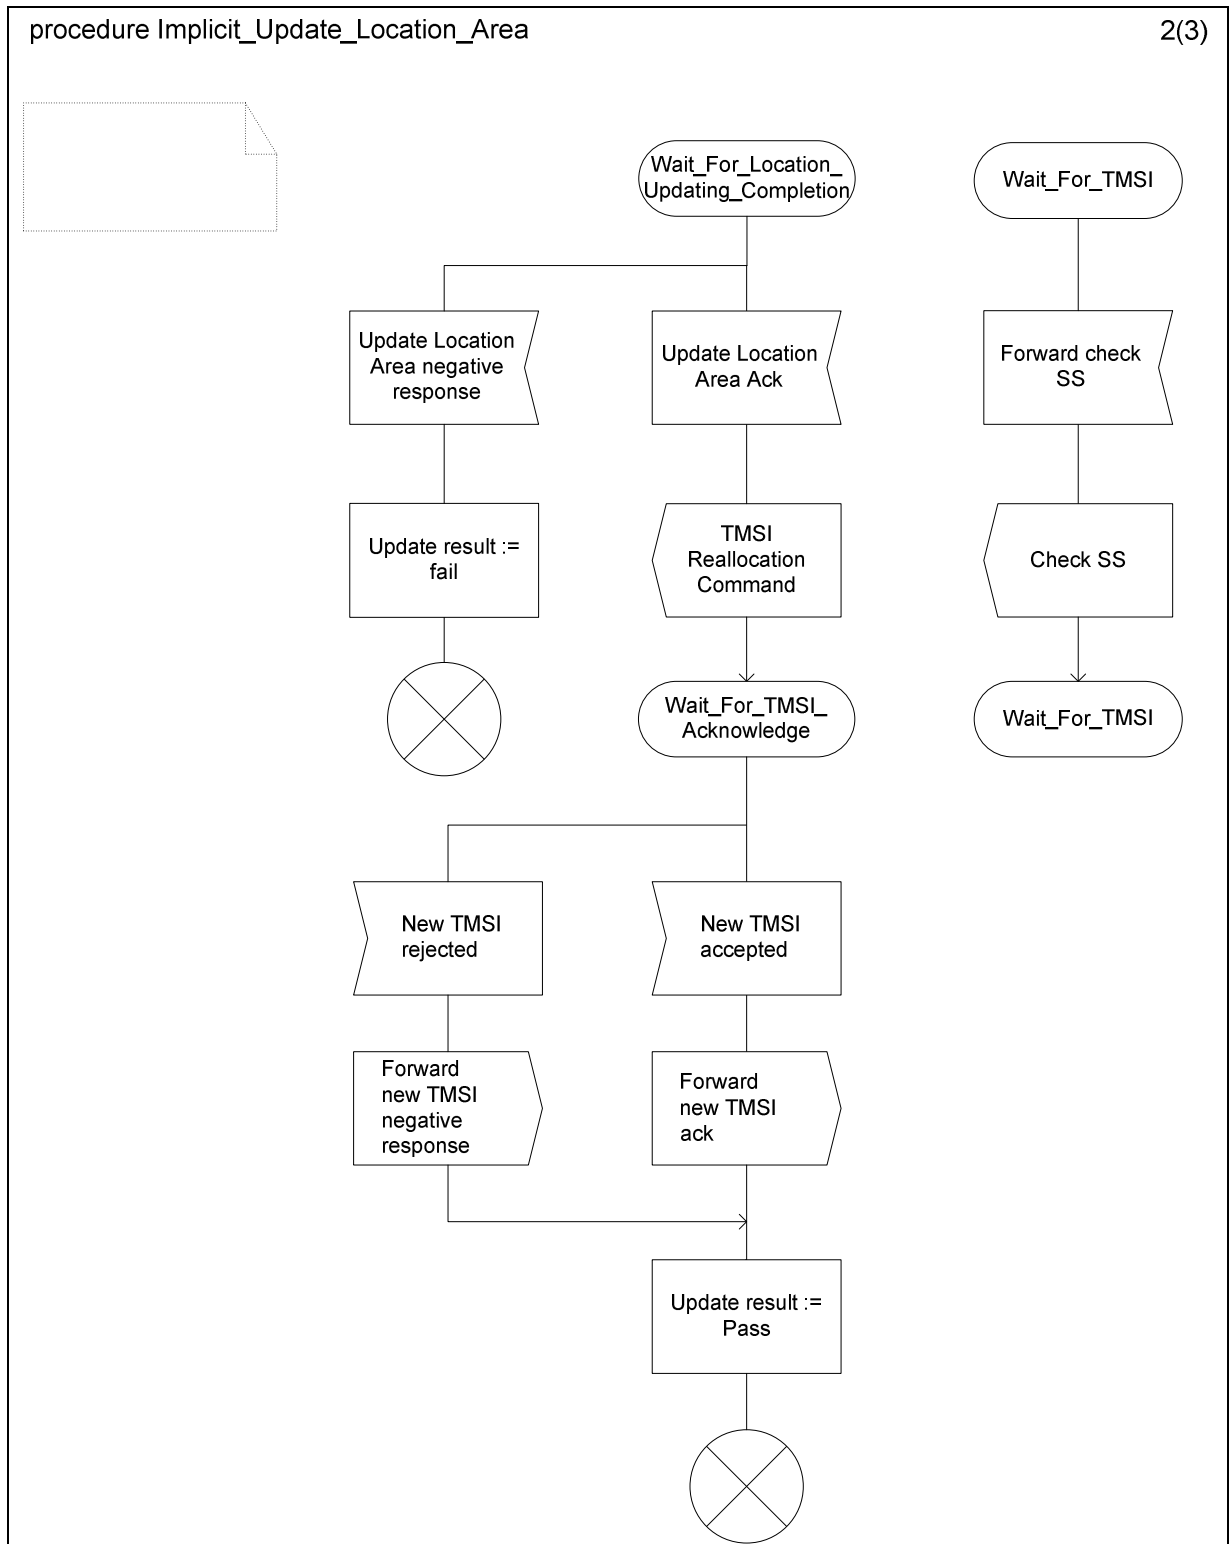 procedure Implicit_Update_Location_Area
2(3)
Wait_For_Location_
Updating_Completion
Wait_For_TMSI
Update Location
Area negative
response
Update Location
Area Ack
Forward check
SS
Update result :=
fail
TMSI
Reallocation
Command
Check SS
Wait_For_TMSI_
Acknowledge
Wait_For_TMSI
New TMSI
rejected
New TMSI
accepted
Forward
new TMSI
negative
response
Forward
new TMSI
ack
Update result :=
Pass